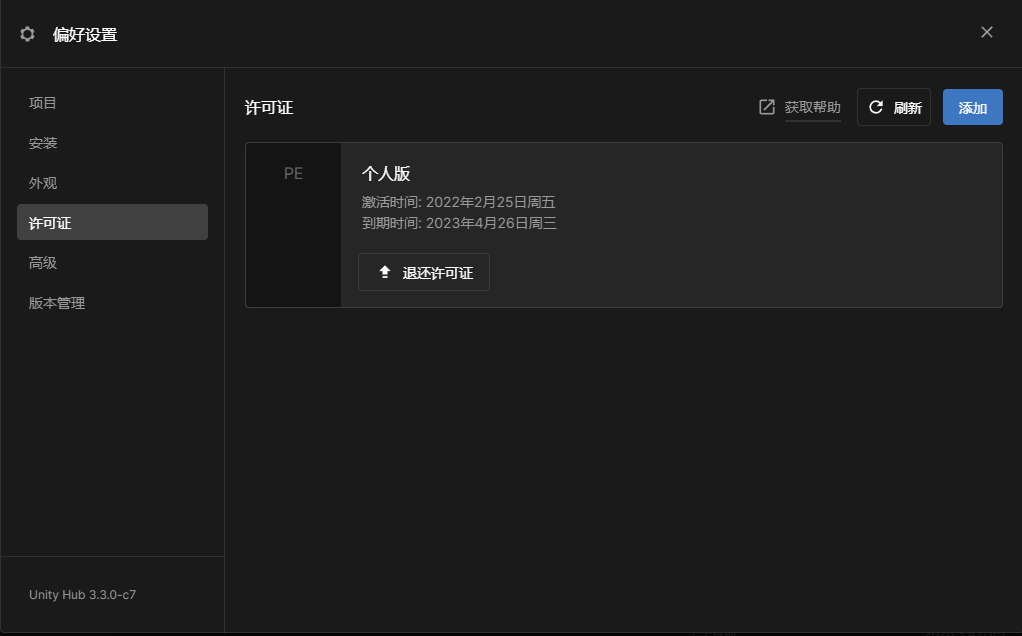 偏好设置
项目
安装
外观
许可证
高级
版本管理
Unity Hub 3.3.0-c7
许可证
获取帮助
刷新
添加
PE
个人版
激活时间: 2022年2月25日周五
到期时间: 2023年4月26日周三
退还许可证